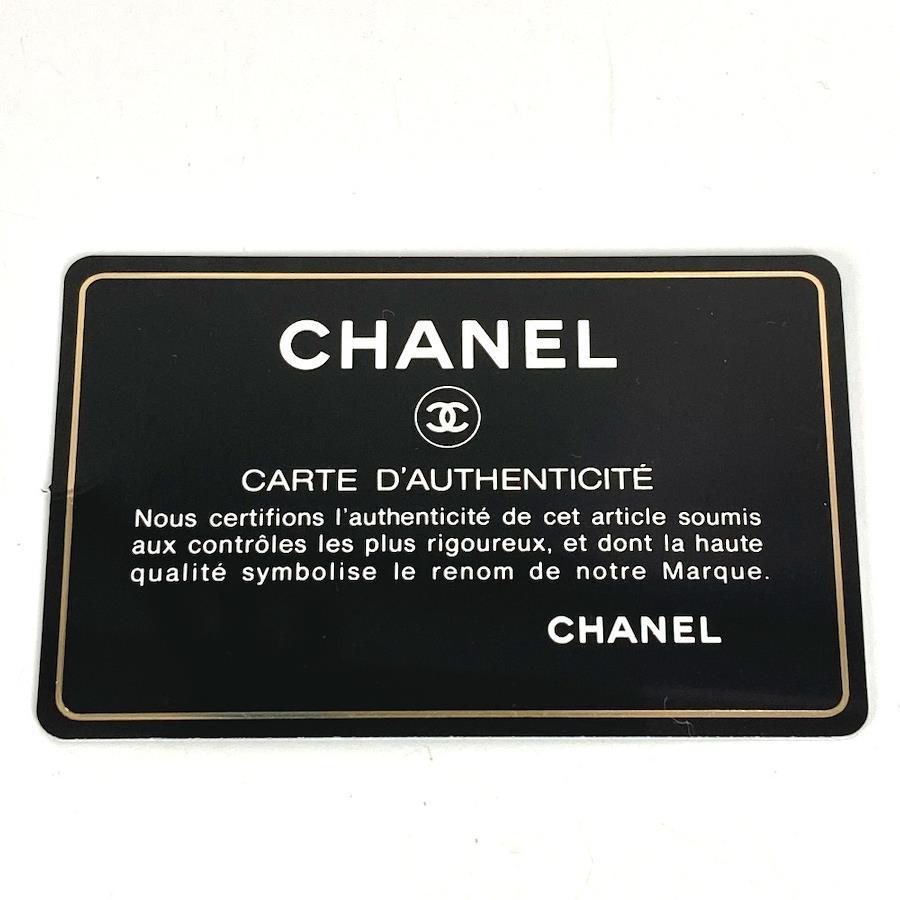 CHANEL
CARTE D'AUTHENTICITÉ
Nous certifions l'authenticité de cet article soumis
aux contrôles les plus rigoureux, et dont la haute
qualité symbolise le renom de notre Marque.
CHANEL